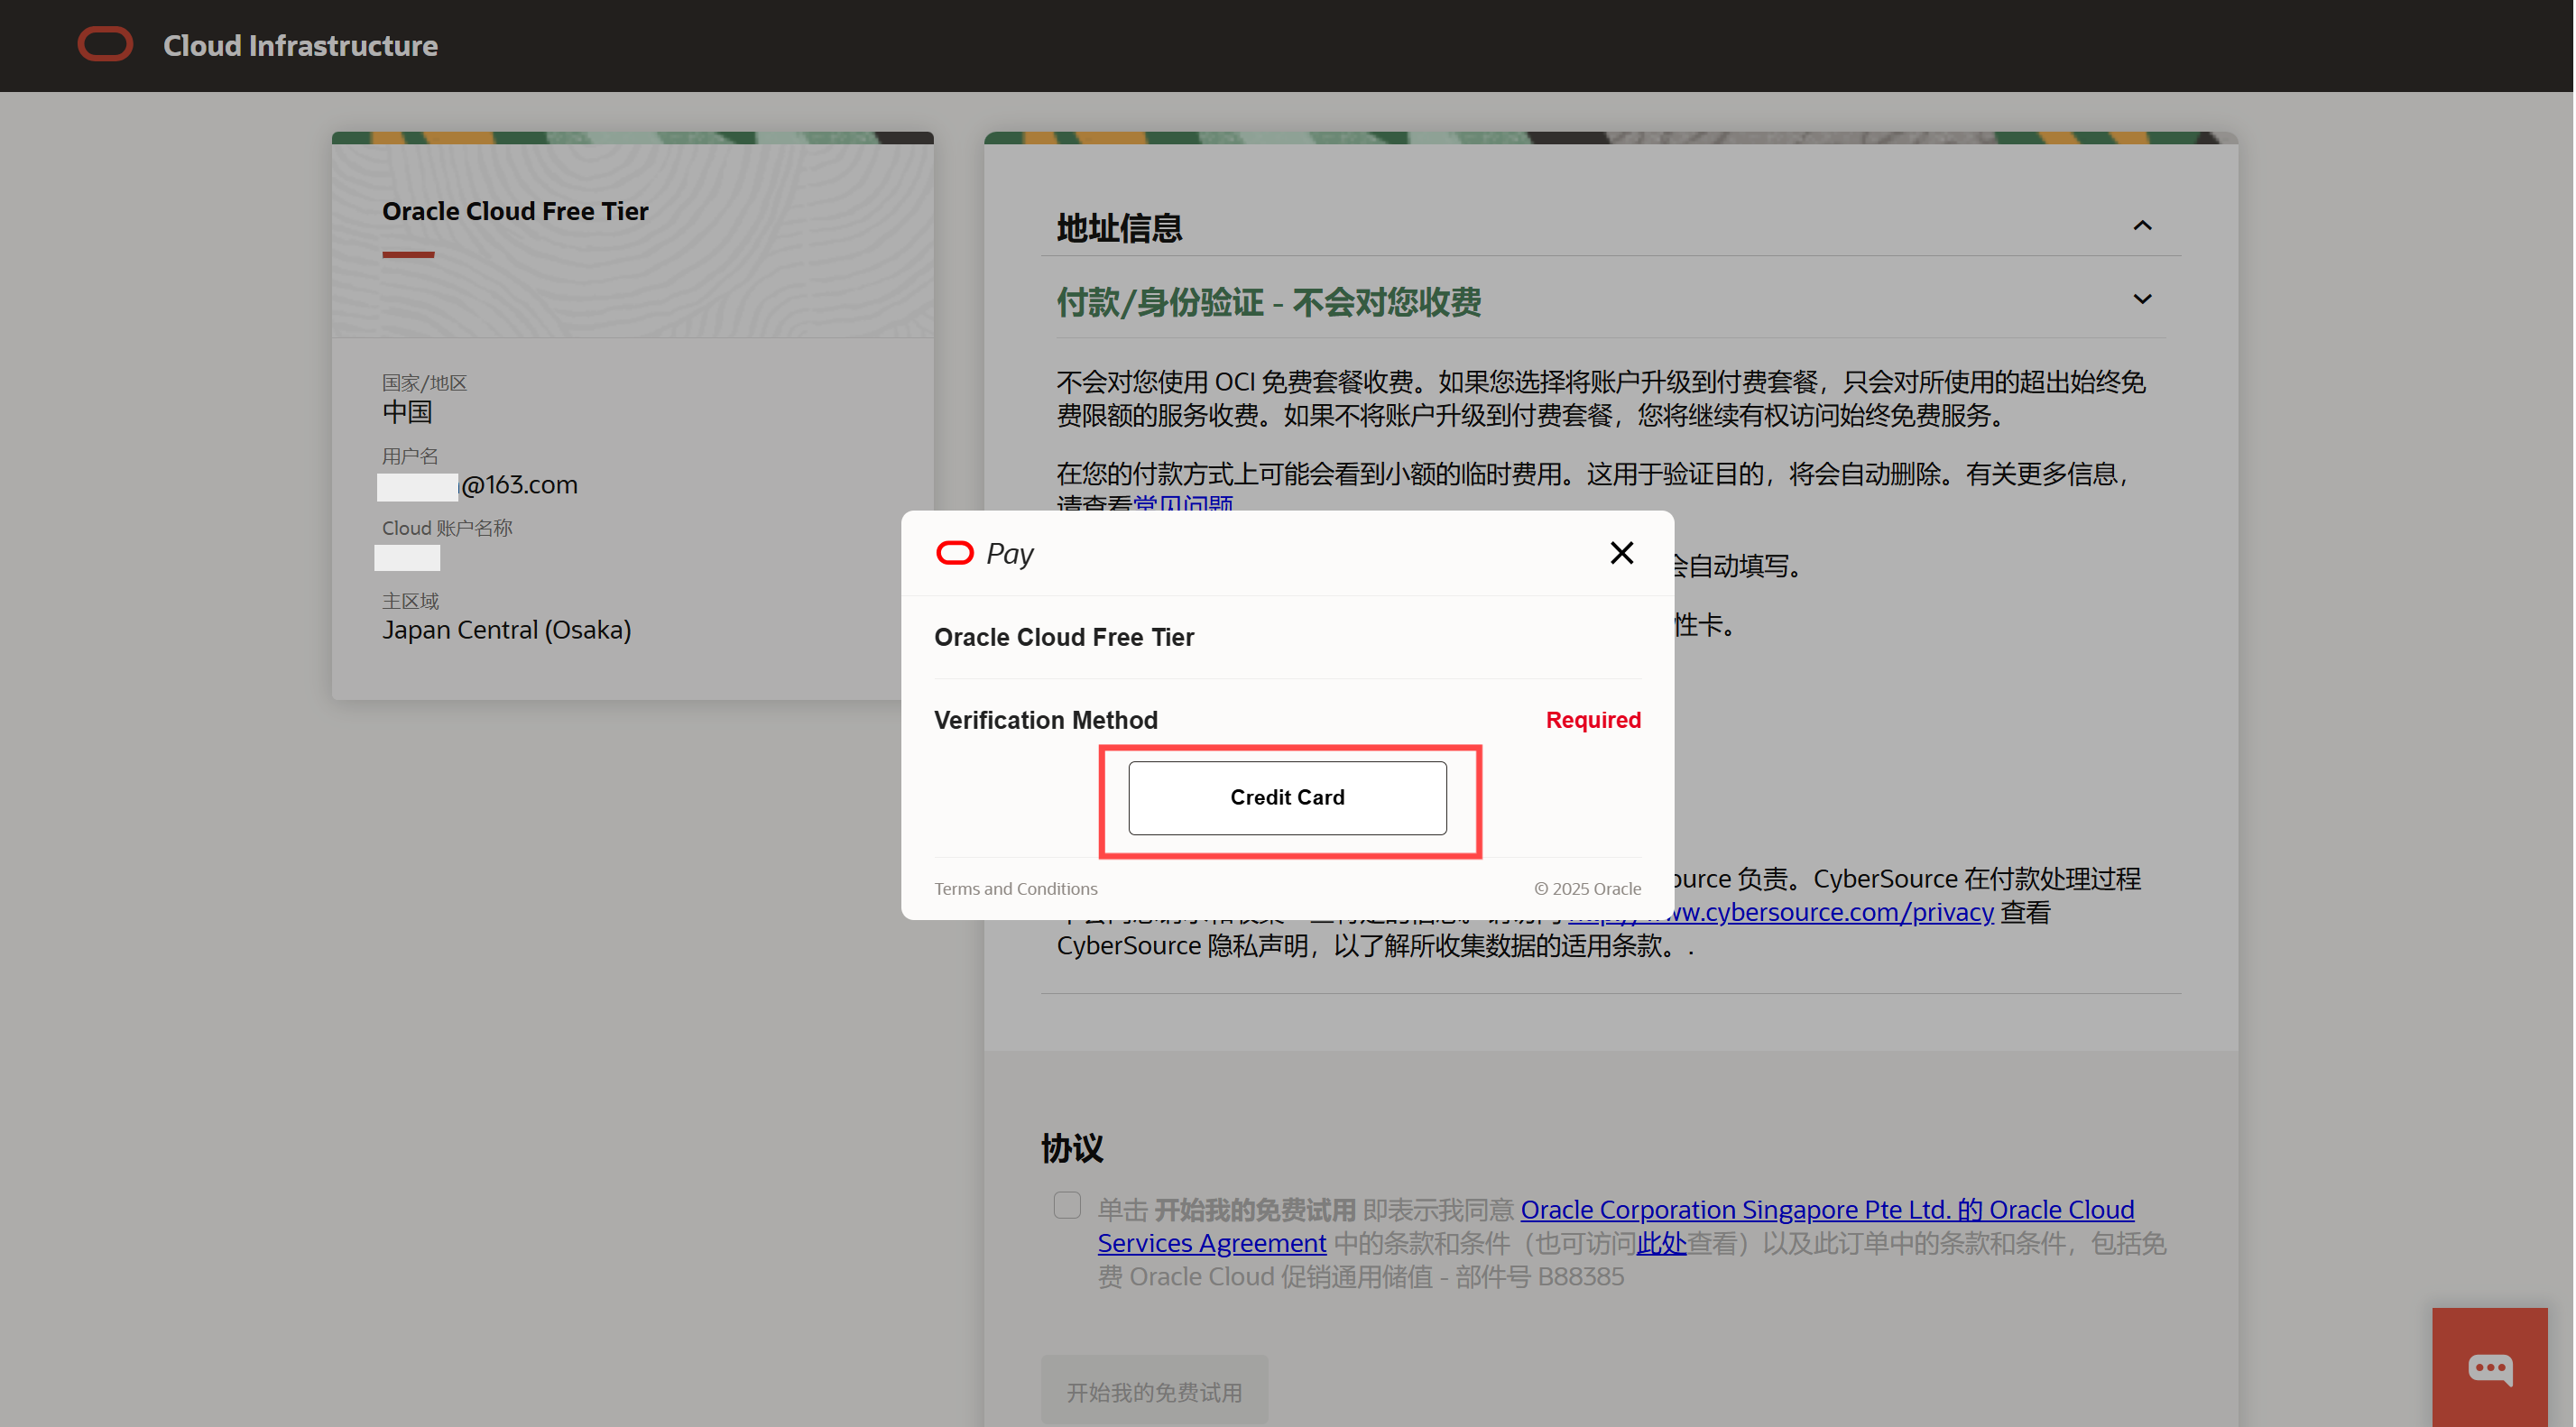 Cloud Infrastructure
Oracle Cloud Free Tier
国家/地区
中国
用户名
@163.com
Cloud 账户名称
主区域
Japan Central (Osaka)
地址信息
付款/身份验证 - 不会对您收费
不会对您使用 OCI 免费套餐收费。如果您选择将账户升级到付费套餐，只会对所使用的超出始终免
费限额的服务收费。如果不将账户升级到付费套餐，您将继续有权访问始终免费服务。
在您的付款方式上可能会看到小额的临时费用。这用于验证目的，将会自动删除。有关更多信息，
请查看常见问题
会自动填写。
性卡。
Pay
Oracle Cloud Free Tier
Verification Method
Required
Credit Card
Terms and Conditions
© 2025 Oracle
ource 负责。CyberSource 在付款处理过程
w.cybersource.com/privacy 查看
CyberSource 隐私声明，以了解所收集数据的适用条款。.
协议
单击 开始我的免费试用 即表示我同意 Oracle Corporation Singapore Pte Ltd. 的 Oracle Cloud
Services Agreement 中的条款和条件（也可访问此处查看）以及此订单中的条款和条件，包括免
费 Oracle Cloud 促销通用储值 - 部件号 B88385
开始我的免费试用